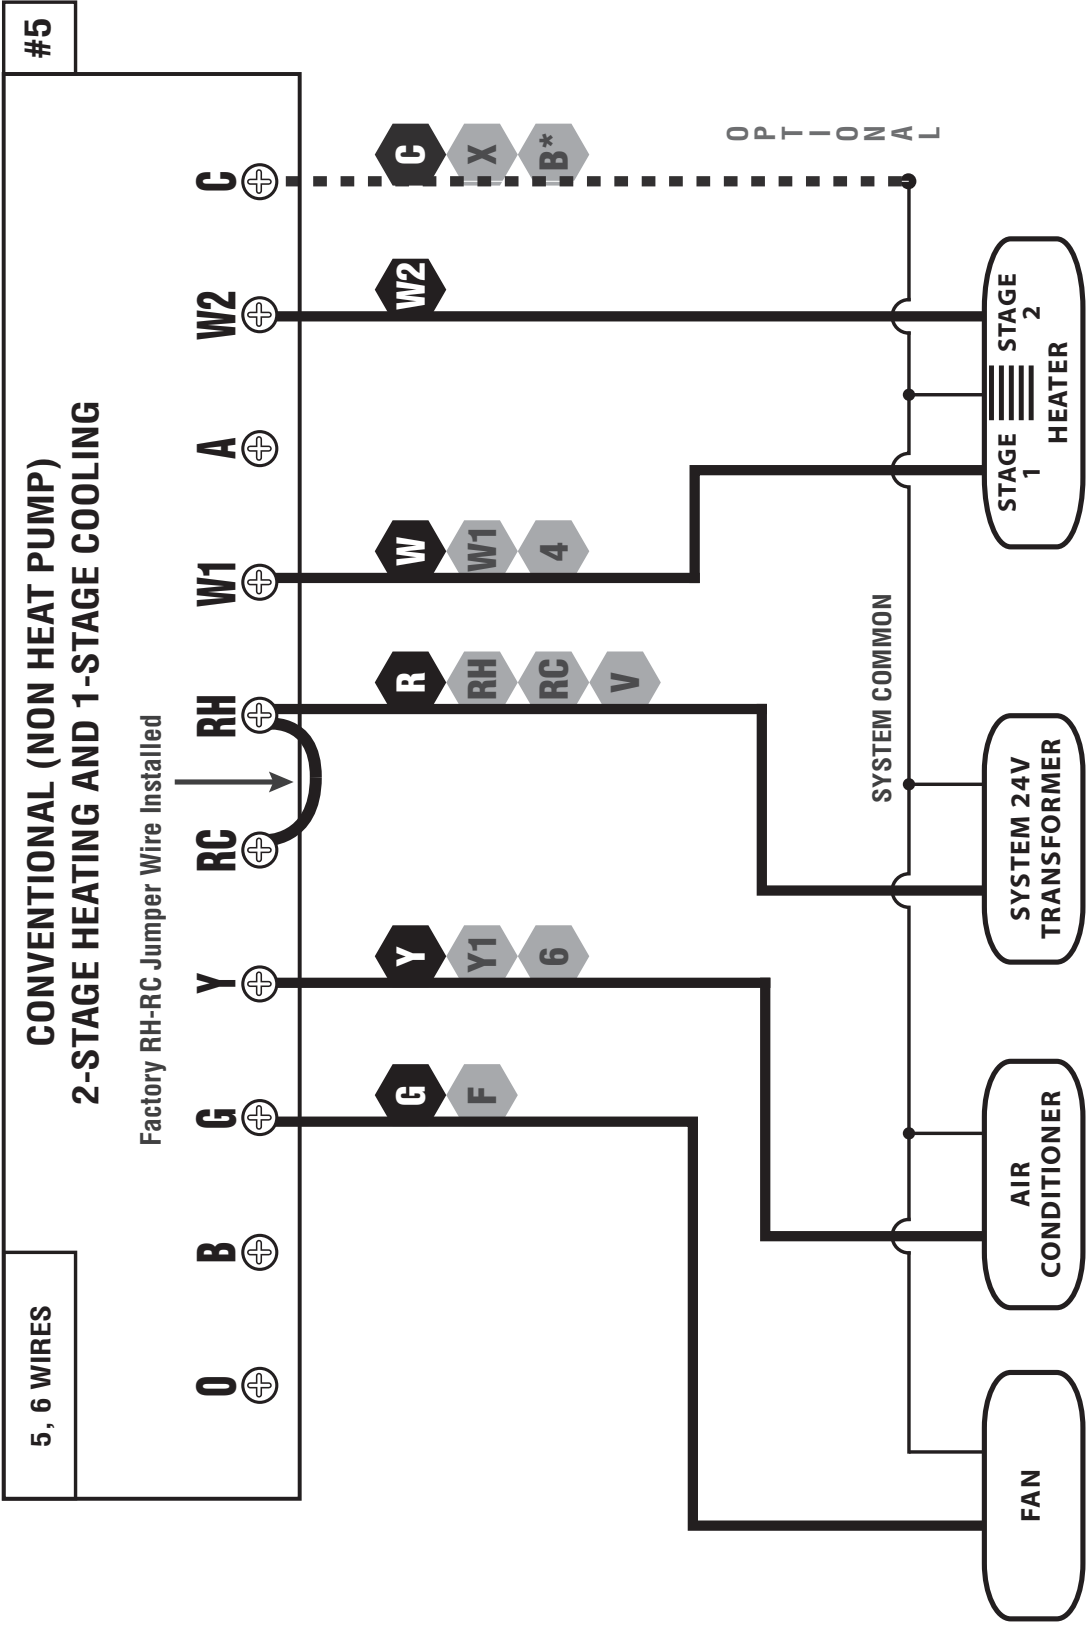 5, 6 WIRES
CONVENTIONAL (NON HEAT PUMP)
2-STAGE HEATING AND 1-STAGE COOLING
#5
Factory RH-RC Jumper Wire Installed
O B G Y RC RH W1 A W2 C
G Y R W W2 C
F Y1 RH W1 X
6 RC 4 B*
V
OPTIONAL
SYSTEM COMMON
FAN
AIR
CONDITIONER
SYSTEM 24V
TRANSFORMER
STAGE
1
STAGE
2
HEATER